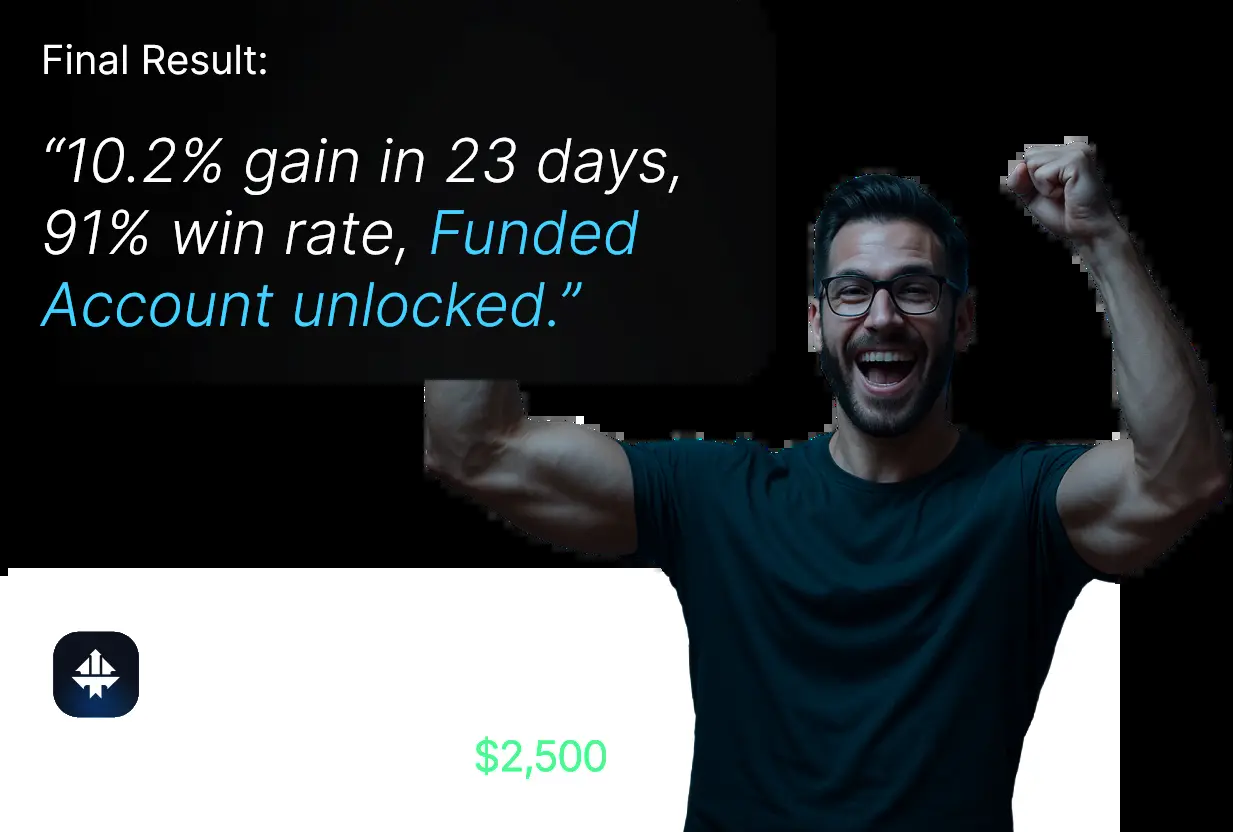 Final Result:
“10.2% gain in 23 days,
91% win rate, Funded
Account unlocked.”
$2,500